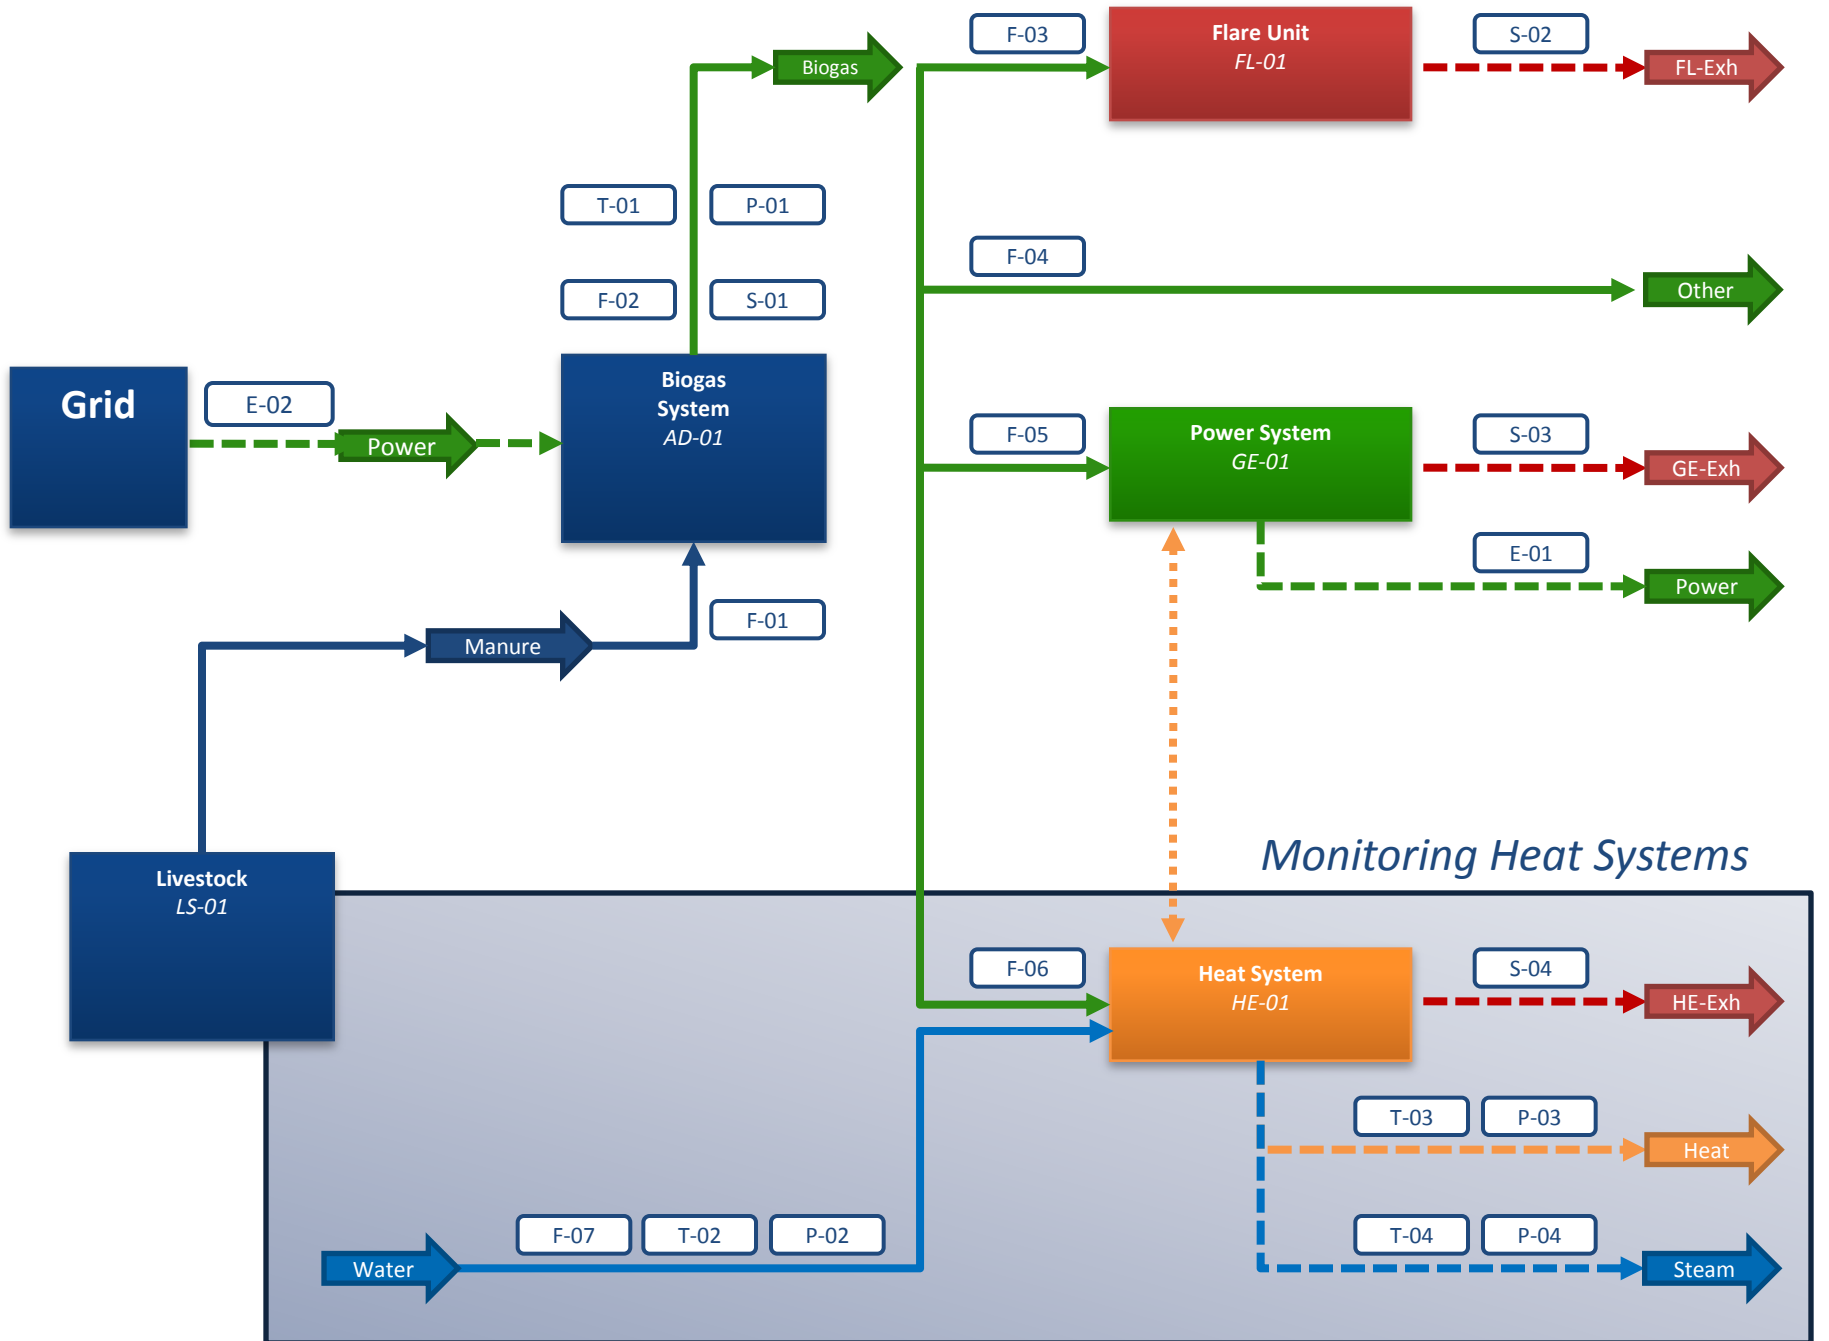 F-03
Flare Unit
FL-01
S-02
Biogas
FL-Exh
T-01
P-01
F-04
F-02
S-01
Other
Grid
E-02
Power
Biogas
System
AD-01
F-05
Power System
GE-01
S-03
GE-Exh
E-01
Power
F-01
Manure
Monitoring Heat Systems
Livestock
LS-01
F-06
Heat System
HE-01
S-04
HE-Exh
T-03
P-03
Heat
F-07
T-02
P-02
T-04
P-04
Water
Steam